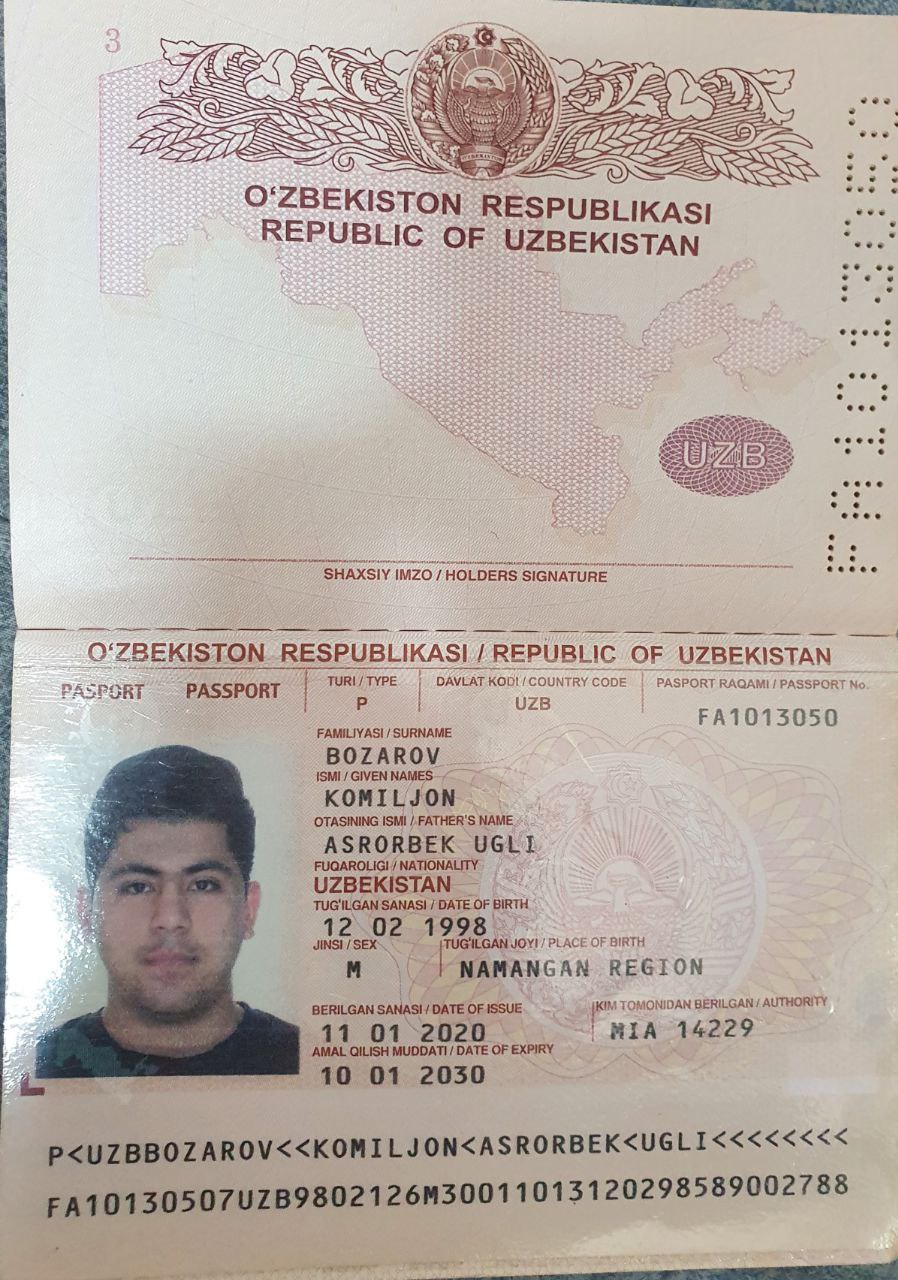 3
O'ZBEKISTON
O‘ZBEKISTON RESPUBLIKASI
REPUBLIC OF UZBEKISTAN
UZB
FA1013050
SHAXSIY IMZO / HOLDERS SIGNATURE
O‘ZBEKISTON RESPUBLIKASI / REPUBLIC OF UZBEKISTAN
PASPORT PASSPORT
TURI / TYPE
P
DAVLAT KODI / COUNTRY CODE
UZB
PASPORT RAQAMI / PASSPORT No.
FA1013050
FAMILIYASI / SURNAME
BOZAROV
ISMI / GIVEN NAMES
KOMILJON
OTASINING ISMI / FATHER'S NAME
ASRORBEK UGLI
FUQAROLIGI / NATIONALITY
UZBEKISTAN
TUG'ILGAN SANASI / DATE OF BIRTH
12 02 1998
JINSI / SEX
M
TUG'ILGAN JOYI / PLACE OF BIRTH
NAMANGAN REGION
BERILGAN SANASI / DATE OF ISSUE
11 01 2020
KIM TOMONIDAN BERILGAN / AUTHORITY
MIA 14229
AMAL QILISH MUDDATI / DATE OF EXPIRY
10 01 2030
P<UZBBOZAROV<<KOMILJON<ASRORBEK<UGLI<<<<<<<<
FA10130507UZB9802126M30011013120298589002788